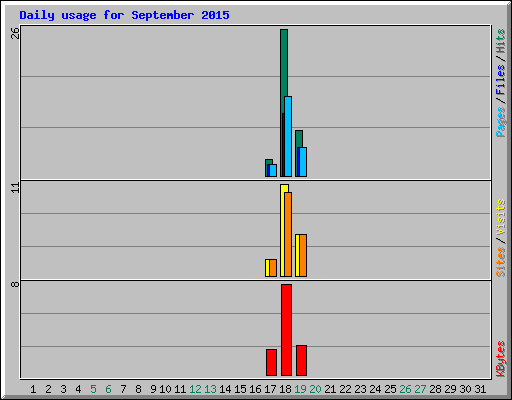 Daily usage for September 2015
26
11
8
Pages / Files / Hits
Sites / Visits
KBytes
1 2 3 4 5 6 7 8 9 10 11 12 13 14 15 16 17 18 19 20 21 22 23 24 25 26 27 28 29 30 31